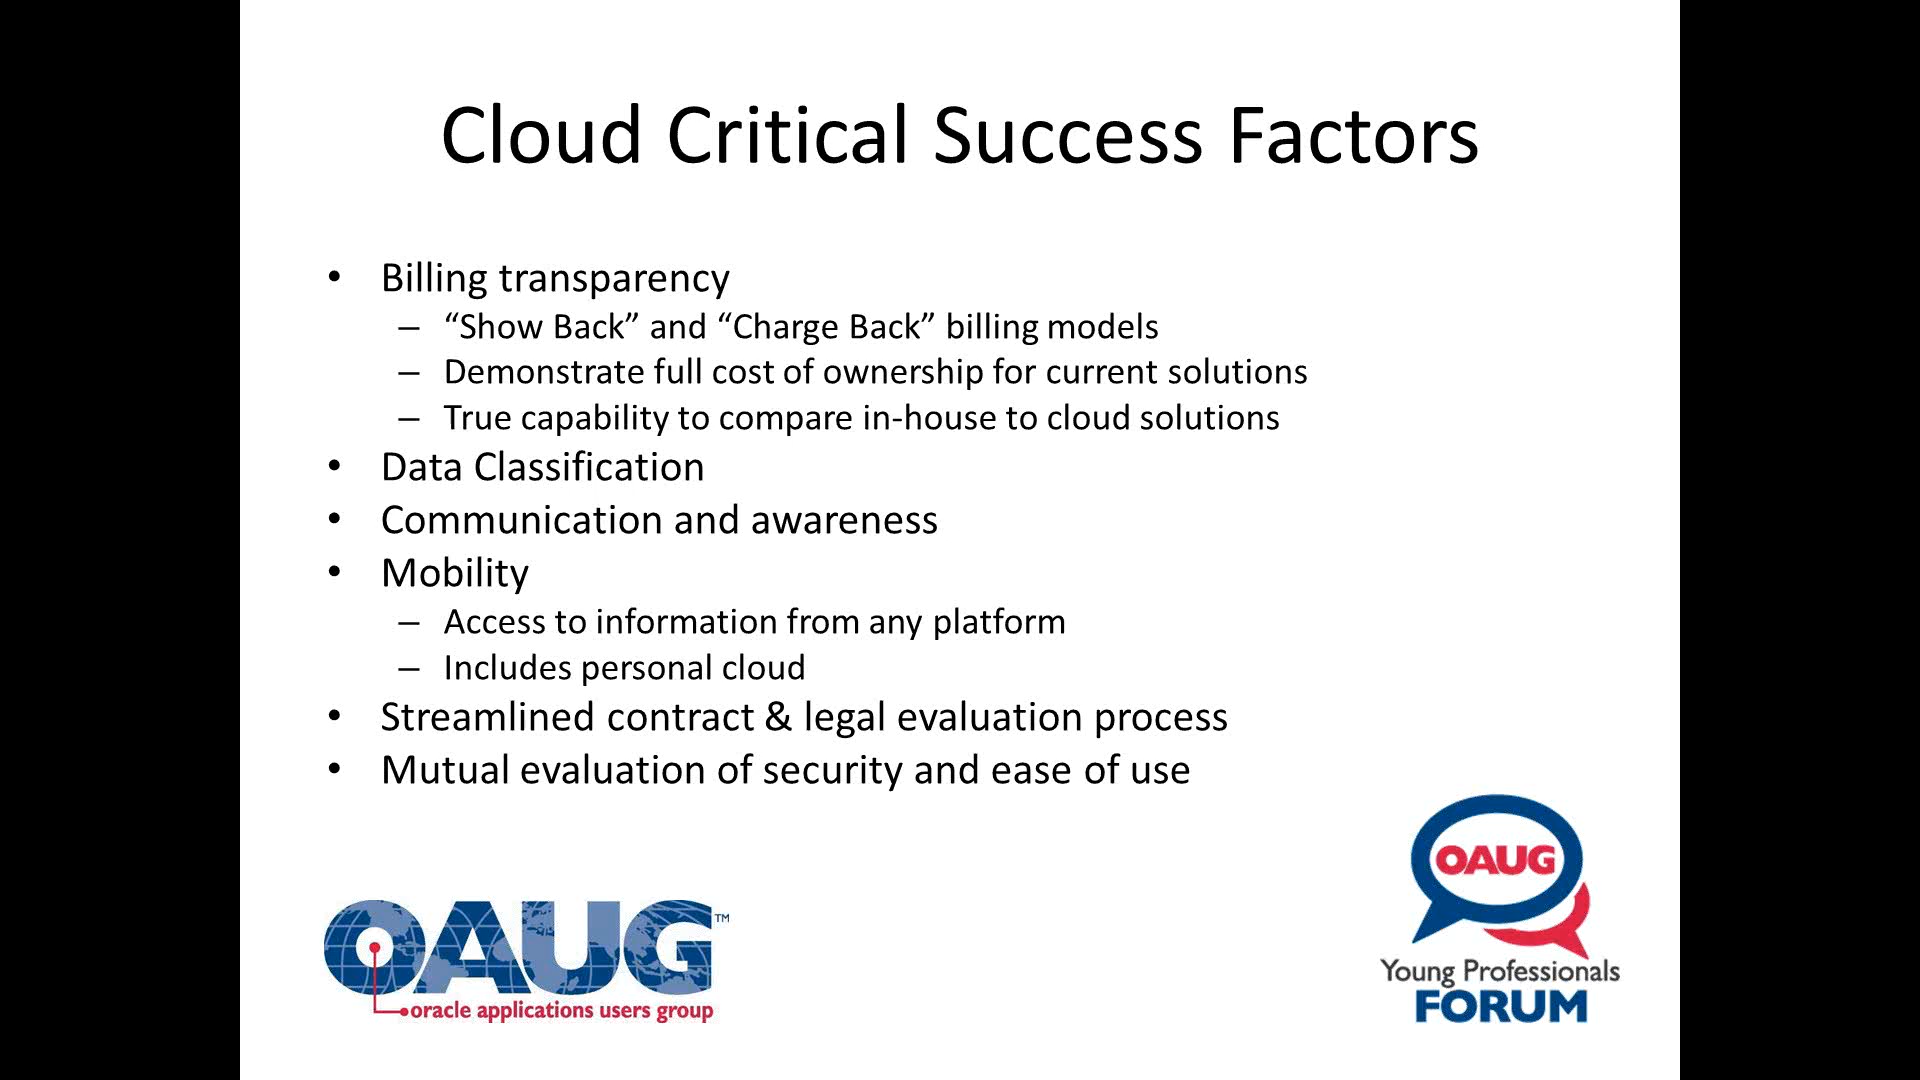 Cloud Critical Success Factors
• Billing transparency
– “Show Back” and “Charge Back” billing models
– Demonstrate full cost of ownership for current solutions
– True capability to compare in-house to cloud solutions
• Data Classification
• Communication and awareness
• Mobility
– Access to information from any platform
– Includes personal cloud
• Streamlined contract & legal evaluation process
• Mutual evaluation of security and ease of use
OAUG™
oracle applications users group
OAUG
Young Professionals
FORUM